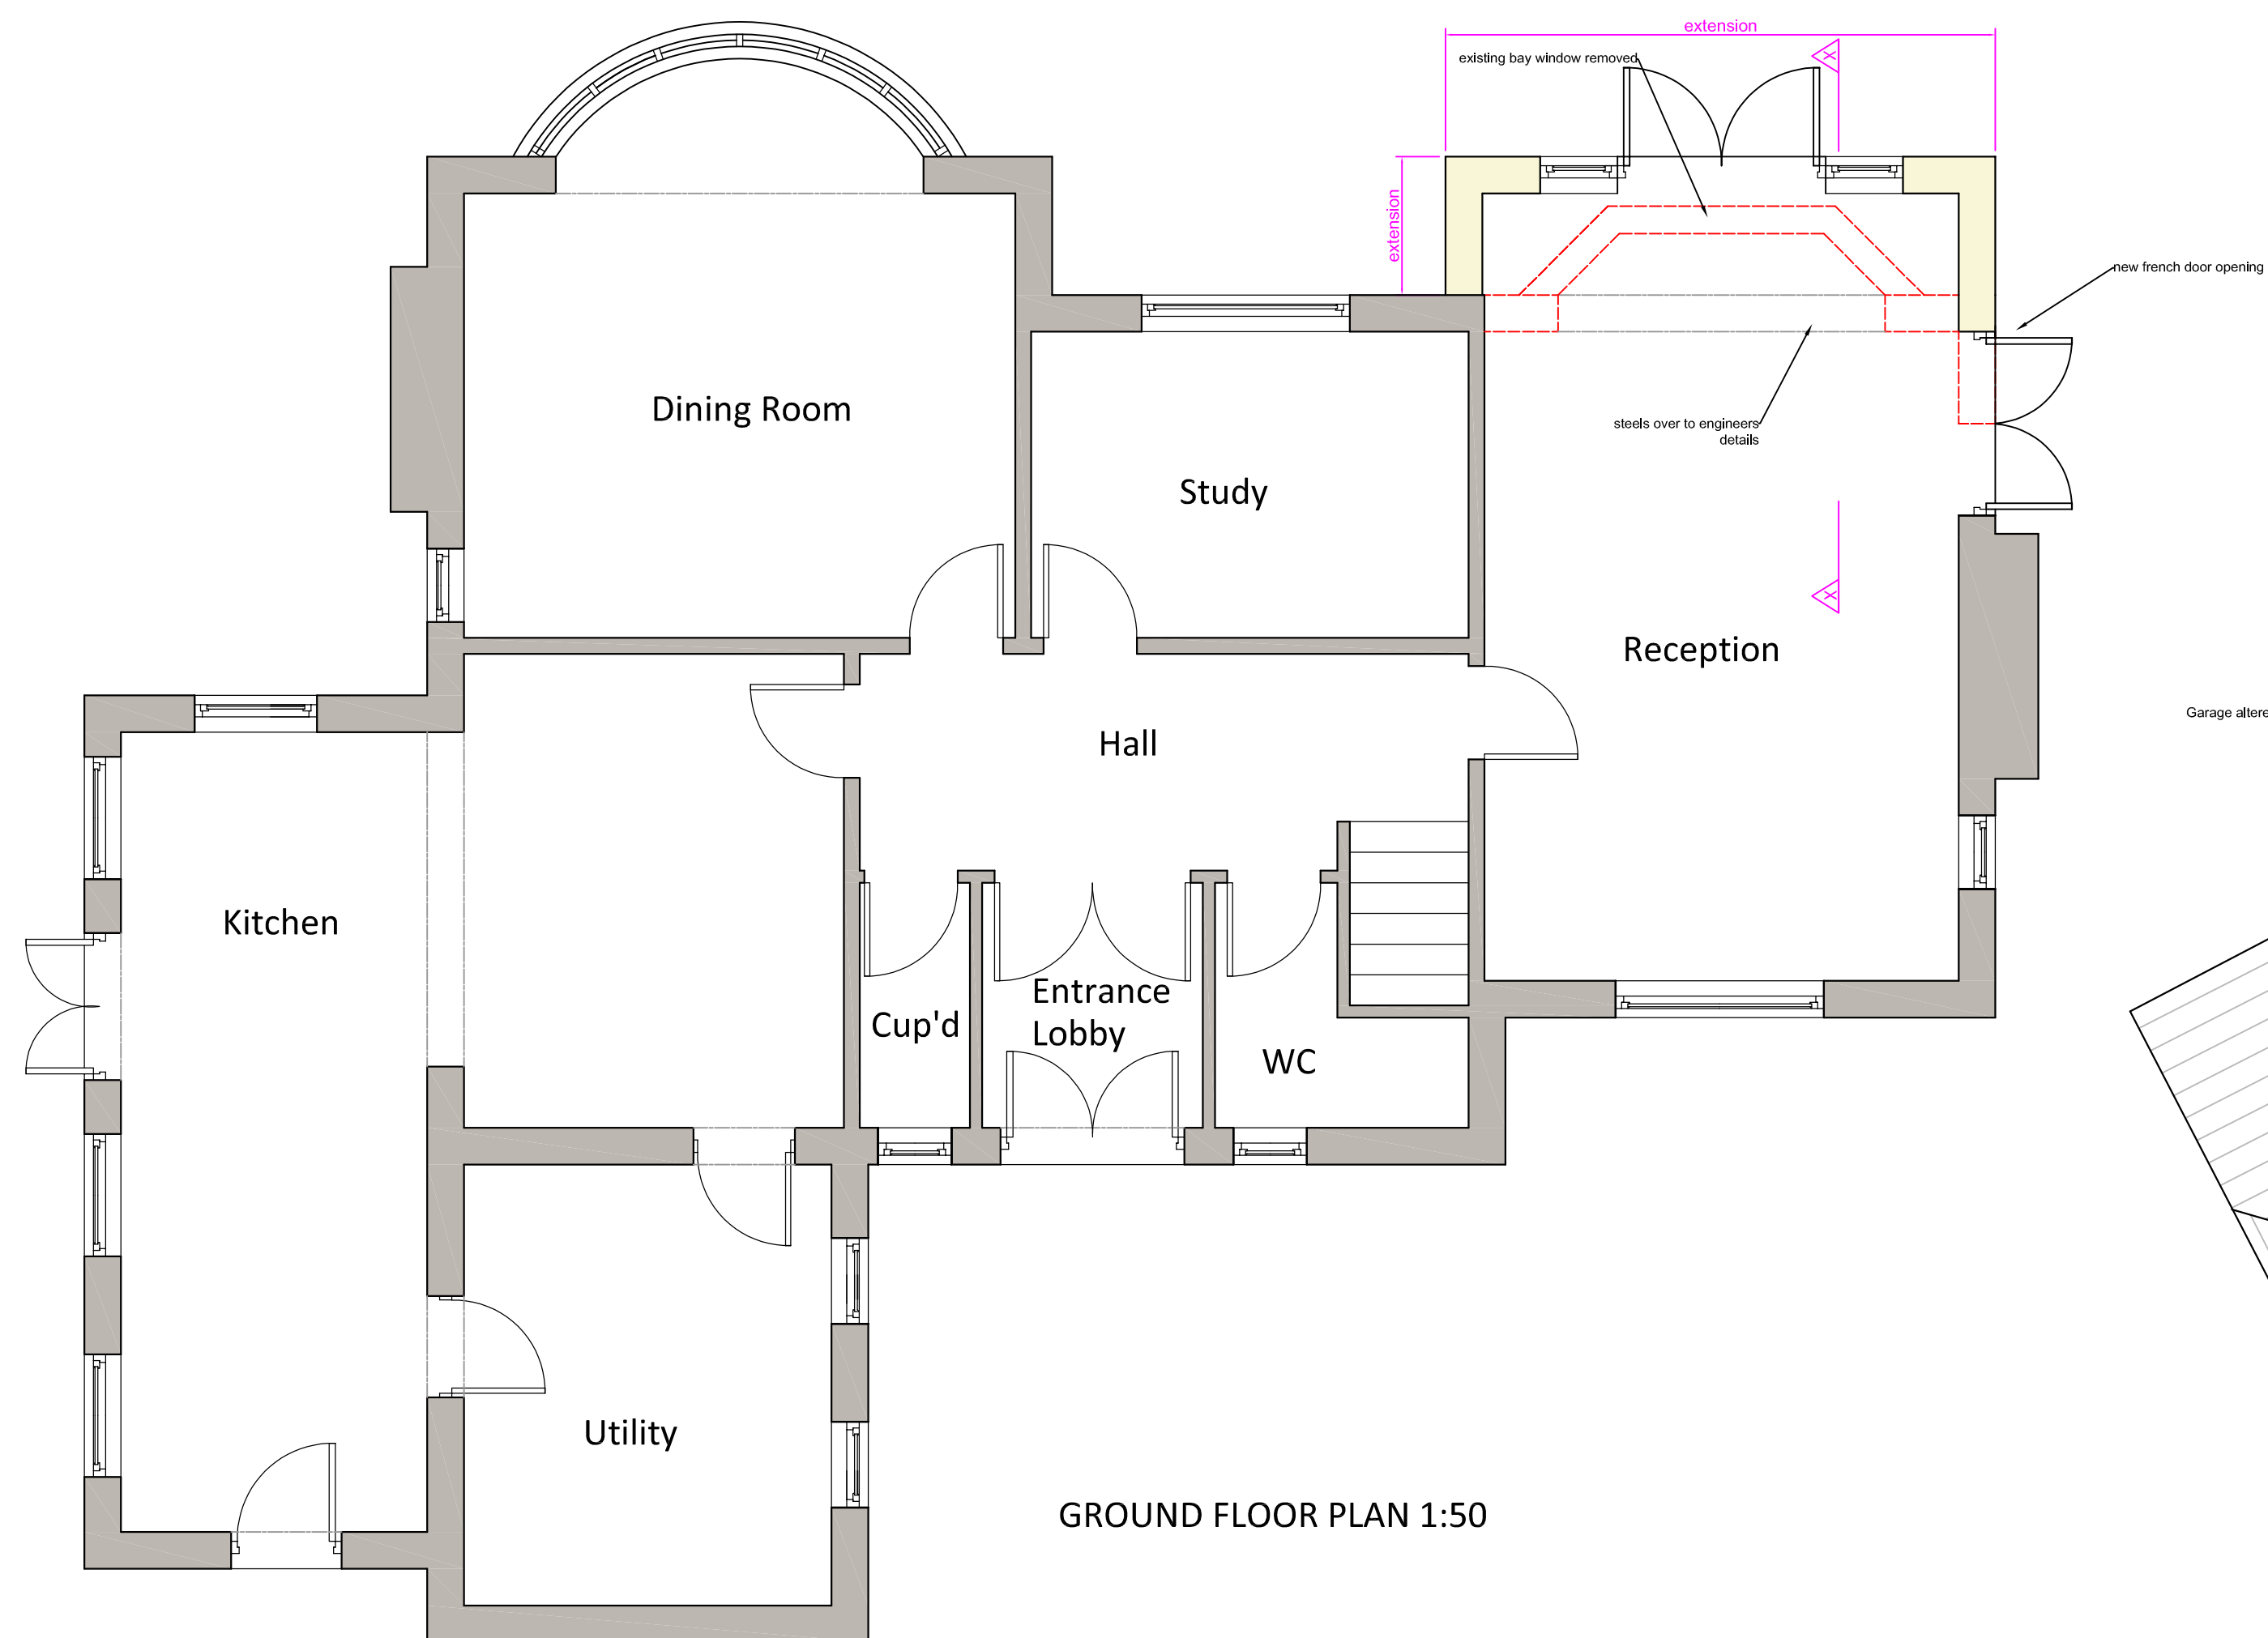 extension
existing bay window removed
X
extension
new french door opening
Dining Room
steels over to engineers
details
Study
X
Reception
Garage altere
Hall
Kitchen
Entrance
Lobby
Cup'd
WC
Utility
GROUND FLOOR PLAN 1:50